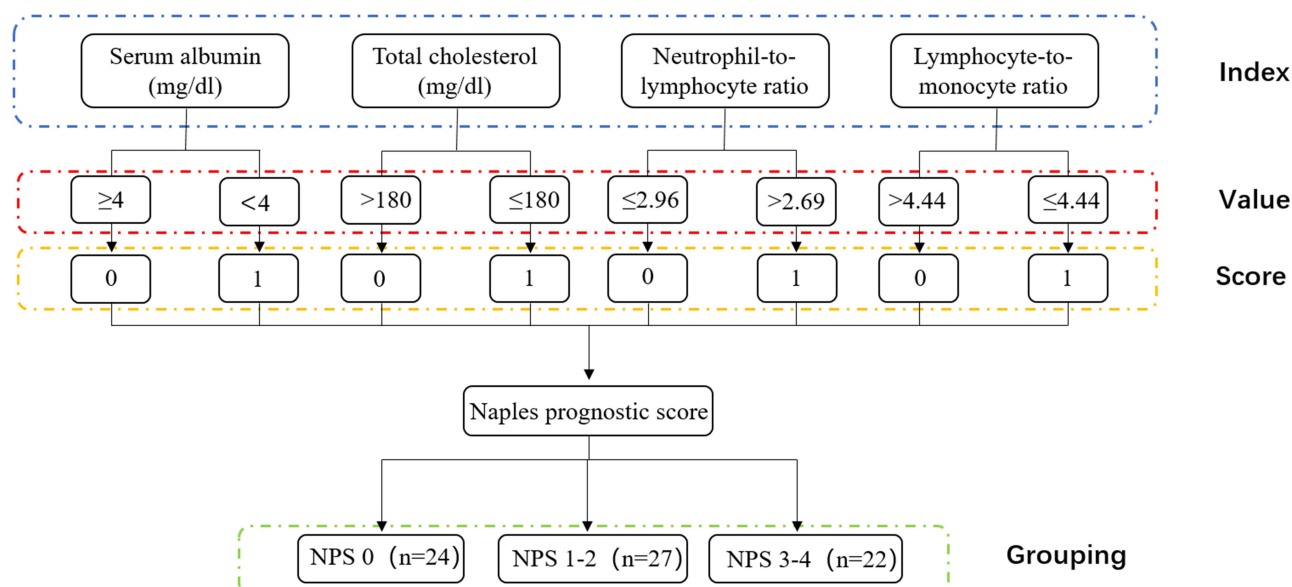 Serum albumin
(mg/dl)
Total cholesterol
(mg/dl)
Neutrophil-to-
lymphocyte ratio
Lymphocyte-to-
monocyte ratio
Index
≥4
<4
>180
≤180
≤2.96
>2.69
>4.44
≤4.44
Value
0
1
0
1
0
1
0
1
Score
Naples prognostic score
NPS 0（n=24）
NPS 1-2（n=27）
NPS 3-4（n=22）
Grouping